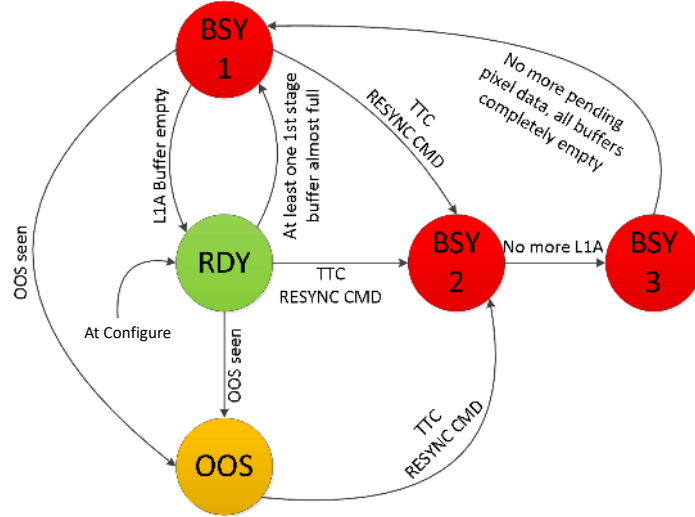 BSY
1
No more pending
pixel data, all buffers
completely empty
TTC
RESYNC CMD
L1A Buffer empty
At least one 1st stage
buffer almost full
OOS seen
RDY
TTC
RESYNC CMD
BSY
2
No more L1A
BSY
3
At Configure
OOS seen
OOS
TTC
RESYNC CMD